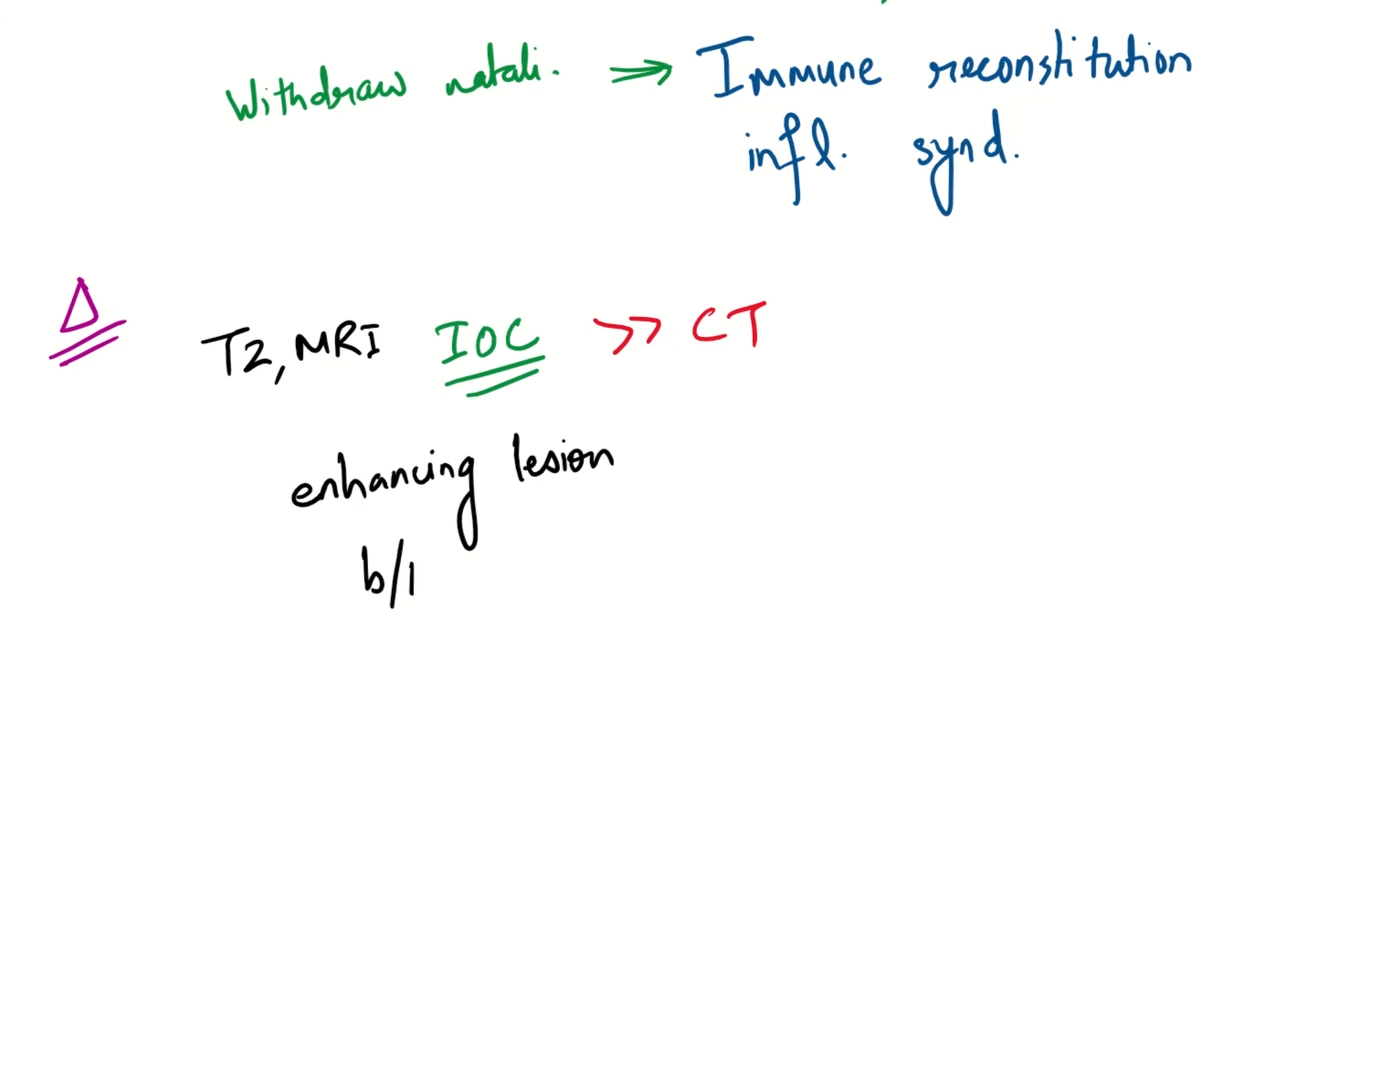 Withdraw natali. ⇒ Immune reconstitution
infl. synd.
Δ T2, MRI IOC >> CT
enhancing lesion
b/l